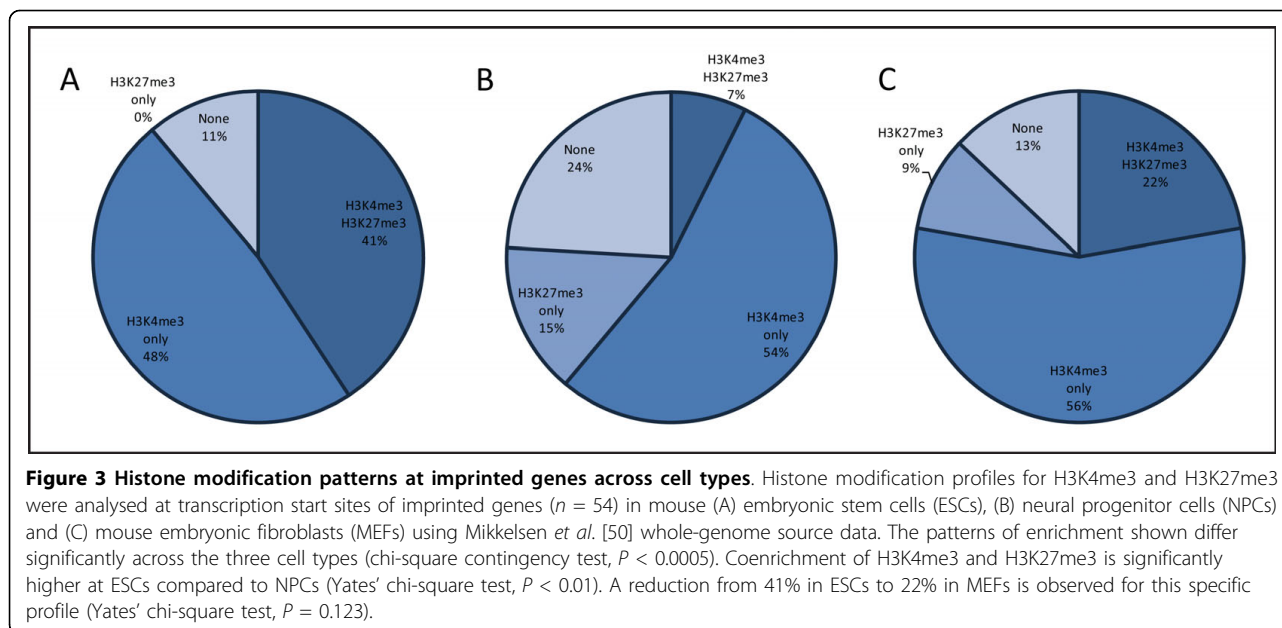 A
H3K27me3
only
0%
None
11%
H3K4me3
H3K27me3
41%
H3K4me3
only
48%
B
H3K4me3
H3K27me3
7%
None
24%
H3K27me3
only
15%
H3K4me3
only
54%
C
H3K27me3
only
9%
None
13%
H3K4me3
H3K27me3
22%
H3K4me3
only
56%
Figure 3 Histone modification patterns at imprinted genes across cell types. Histone modification profiles for H3K4me3 and H3K27me3
were analysed at transcription start sites of imprinted genes (n = 54) in mouse (A) embryonic stem cells (ESCs), (B) neural progenitor cells (NPCs)
and (C) mouse embryonic fibroblasts (MEFs) using Mikkelsen et al. [50] whole-genome source data. The patterns of enrichment shown differ
significantly across the three cell types (chi-square contingency test, P < 0.0005). Coenrichment of H3K4me3 and H3K27me3 is significantly
higher at ESCs compared to NPCs (Yates' chi-square test, P < 0.01). A reduction from 41% in ESCs to 22% in MEFs is observed for this specific
profile (Yates' chi-square test, P = 0.123).